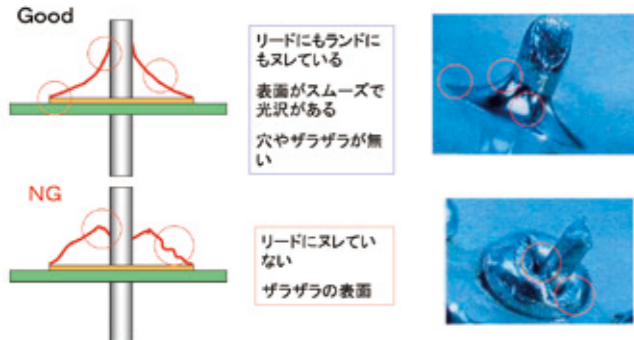 Good
リードにもランドに
もヌレている
表面がスムーズで
光沢がある
穴やザラザラが無
い
NG
リードにヌレてい
ない
ザラザラの表面